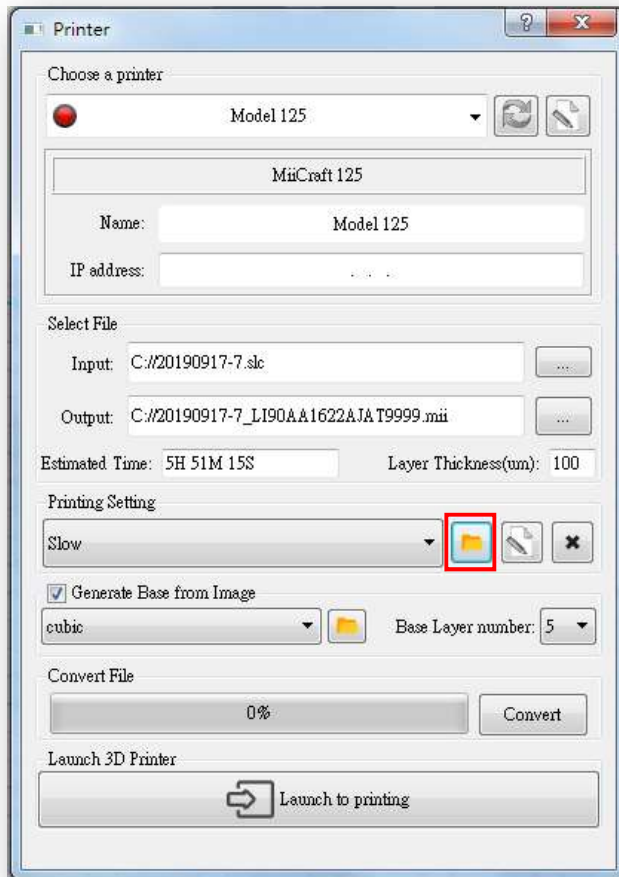 Printer
Choose a printer
Model 125
MiiCraft 125
Name: Model 125
IP address: . . .
Select File
Input: C://20190917-7.slc ...
Output: C://20190917-7_LI90AA1622AJAT9999.mii ...
Estimated Time: 5H 51M 15S Layer Thickness(um): 100
Printing Setting
Slow
Generate Base from Image
cubic Base Layer number: 5
Convert File
0% Convert
Launch 3D Printer
Launch to printing